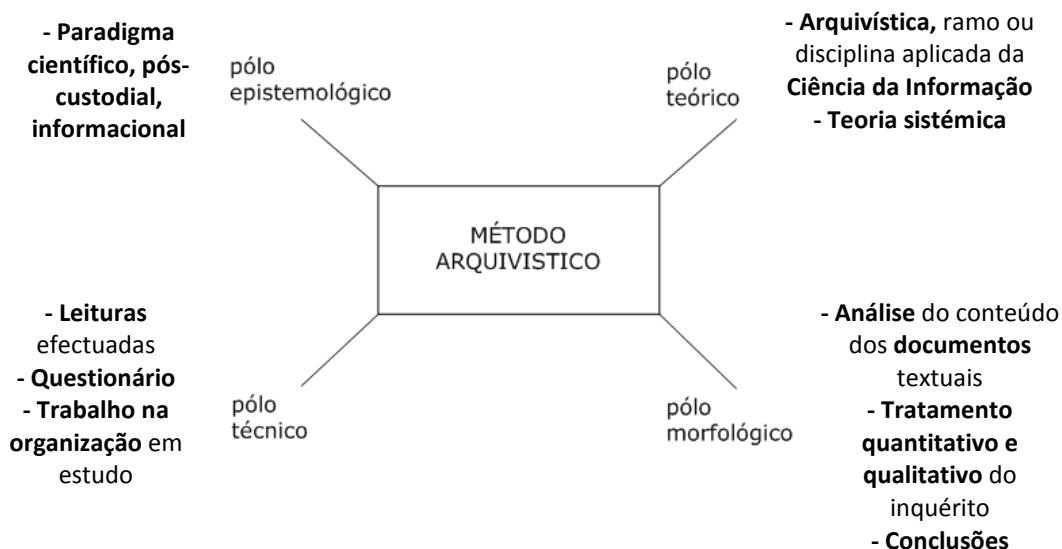 - Paradigma
científico, pós-
custodial,
informacional
pólo
epistemológico
pólo
teórico
- Arquivística, ramo ou
disciplina aplicada da
Ciência da Informação
- Teoria sistémica
MÉTODO
ARQUIVISTICO
- Leituras
efectuadas
- Questionário
- Trabalho na
organização em
estudo
pólo
técnico
pólo
morfológico
- Análise do conteúdo
dos documentos
textuais
- Tratamento
quantitativo e
qualitativo do
inquérito
- Conclusões